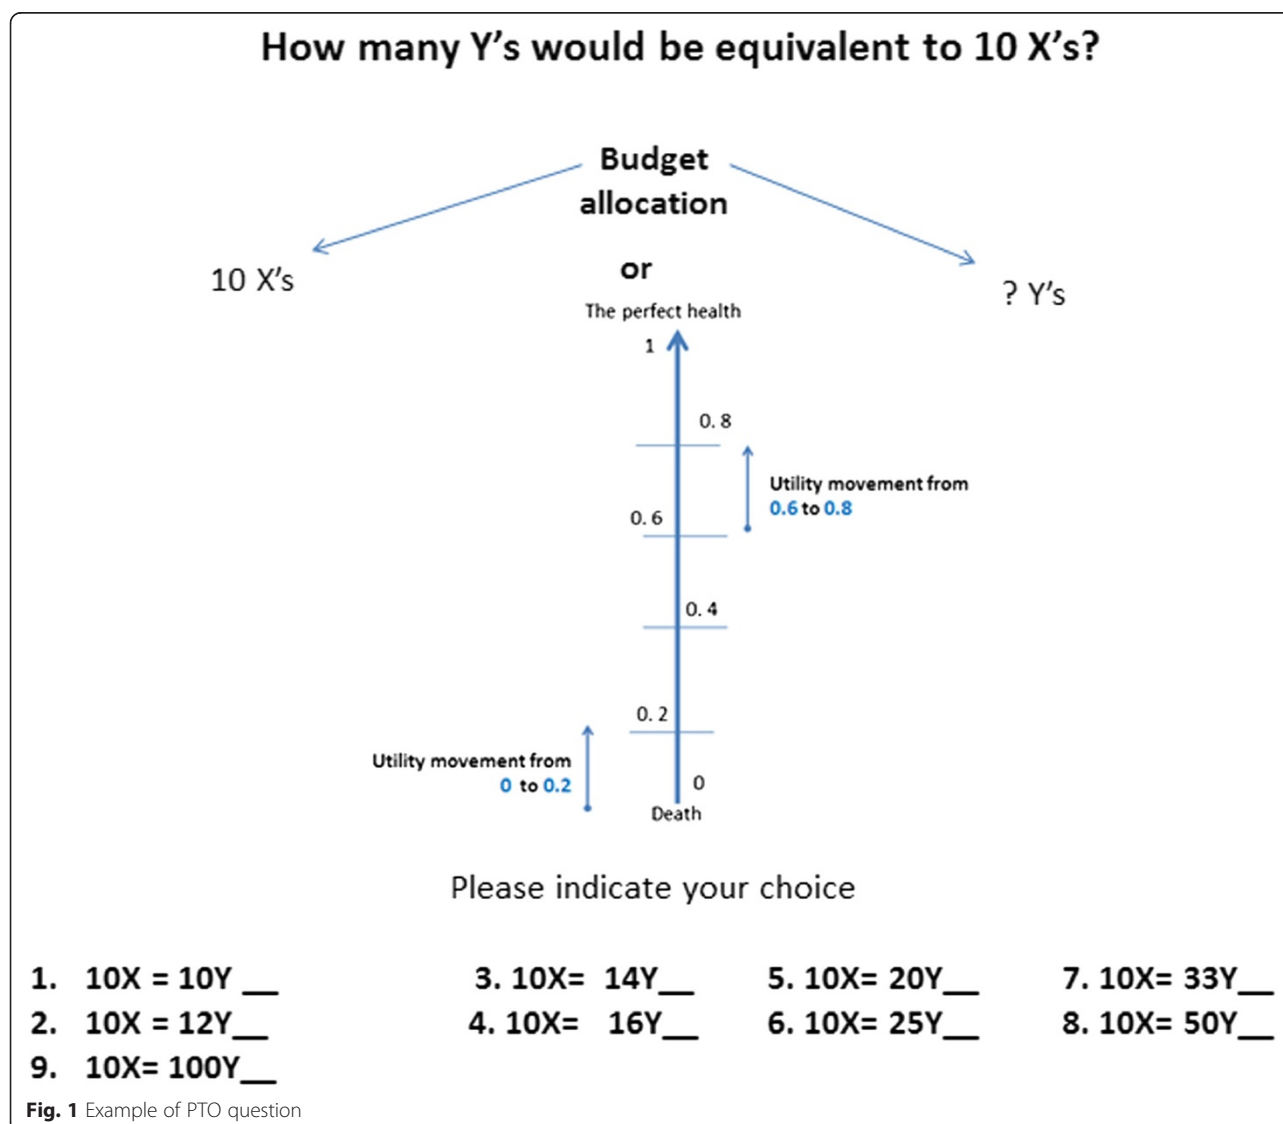 How many Y’s would be equivalent to 10 X’s?
Budget
allocation
10 X’s
or
? Y’s
The perfect health
1
0. 8
Utility movement from
0.6 to 0.8
0. 6
0. 4
0. 2
Utility movement from
0 to 0.2
0
Death
Please indicate your choice
1. 10X = 10Y __ 3. 10X= 14Y__ 5. 10X= 20Y__ 7. 10X= 33Y__
2. 10X = 12Y__ 4. 10X= 16Y__ 6. 10X= 25Y__ 8. 10X= 50Y__
9. 10X= 100Y__
Fig. 1 Example of PTO question